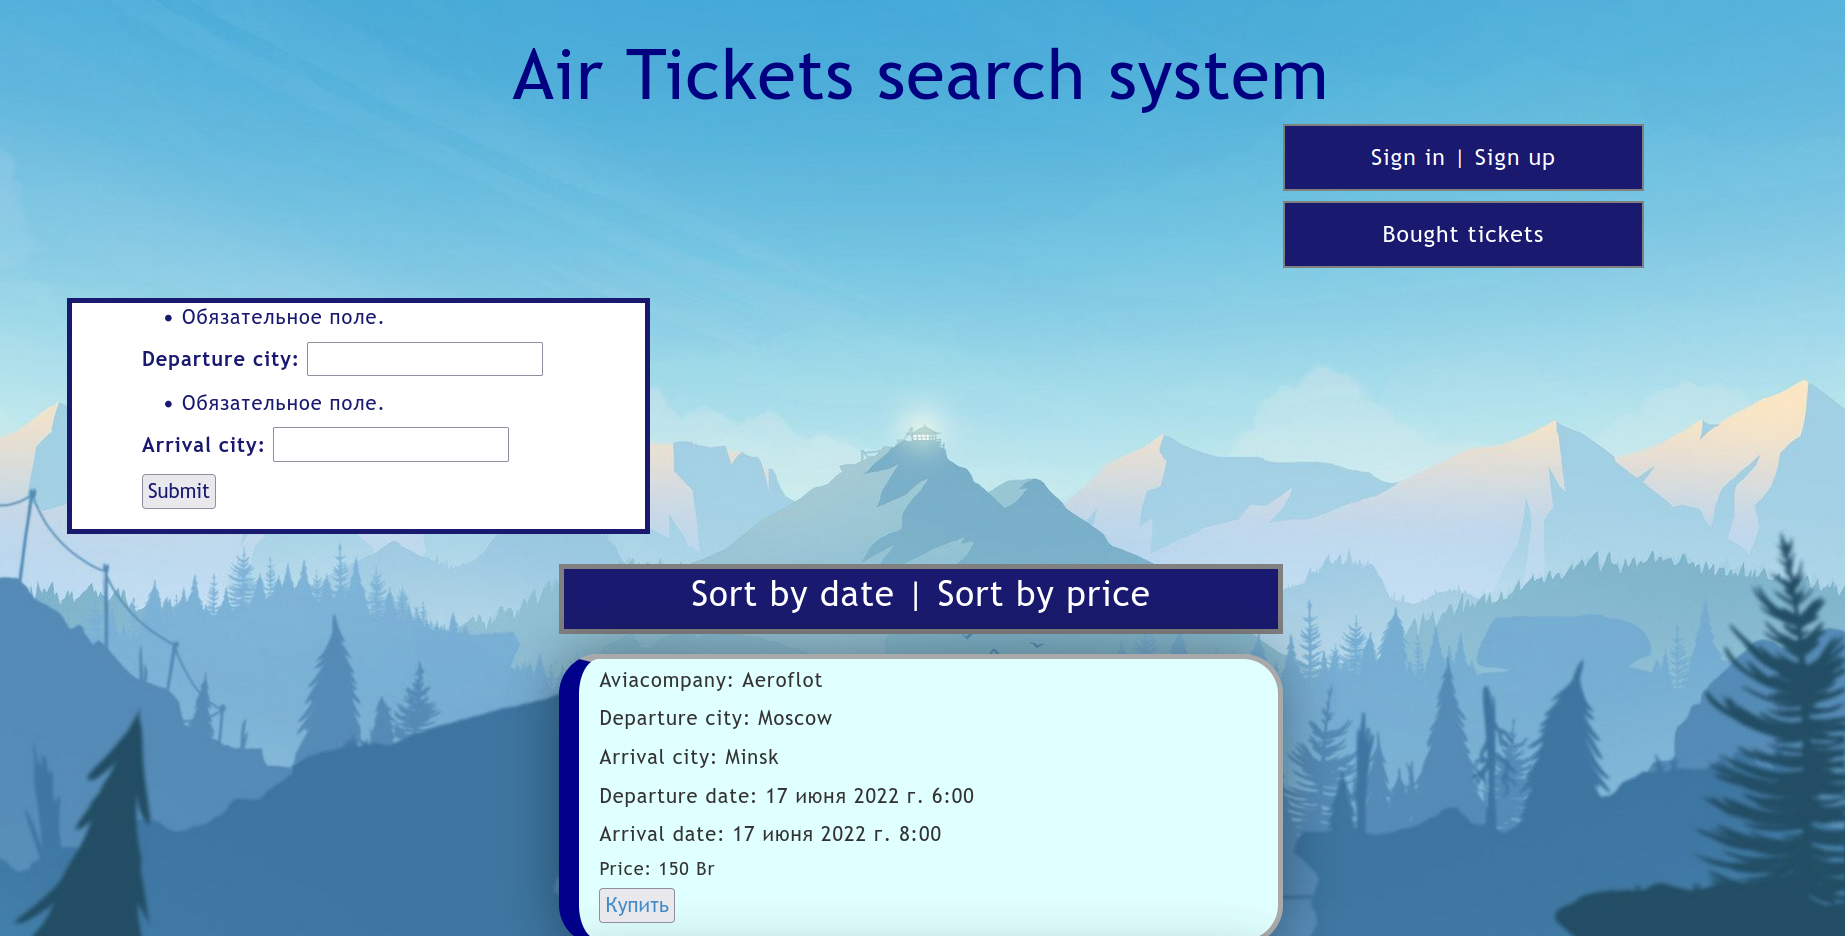 Air Tickets search system
Sign in | Sign up
Bought tickets
• Обязательное поле.
Departure city:
• Обязательное поле.
Arrival city:
Submit
Sort by date | Sort by price
Aviacompany: Aeroflot
Departure city: Moscow
Arrival city: Minsk
Departure date: 17 июня 2022 г. 6:00
Arrival date: 17 июня 2022 г. 8:00
Price: 150 Br
Купить